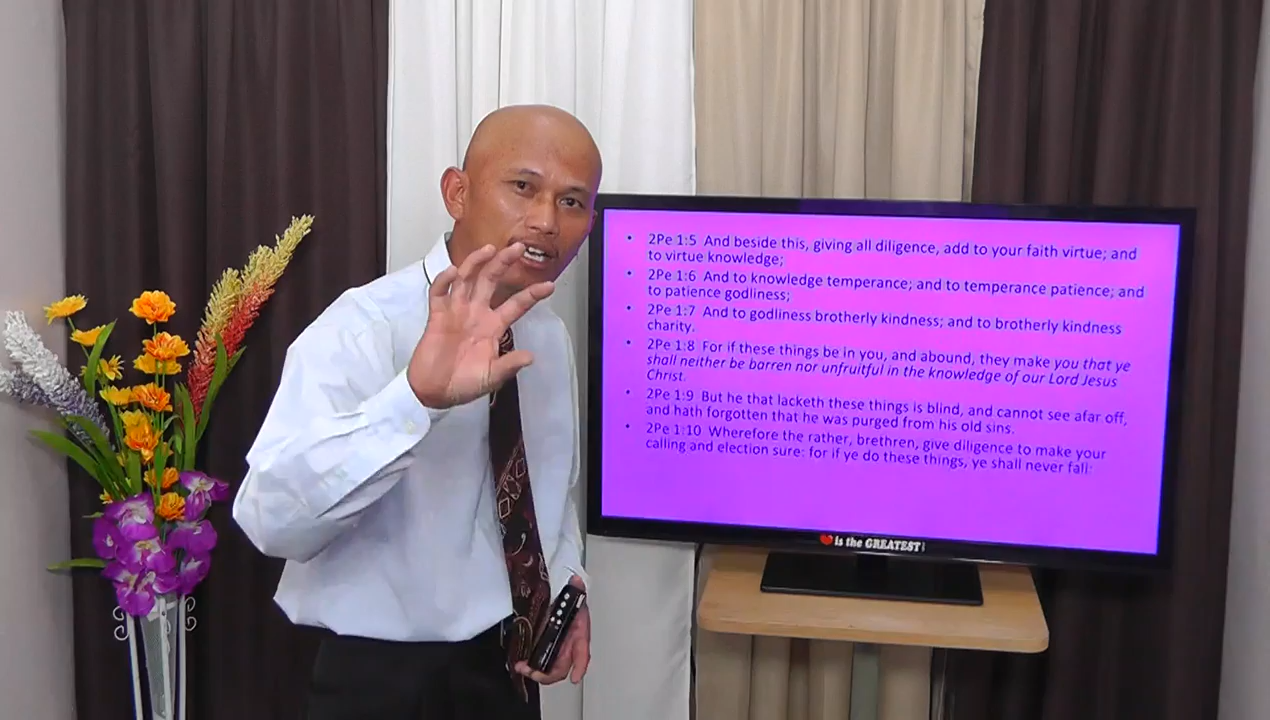 • 2Pe 1:5 And beside this, giving all diligence, add to your faith virtue; and
to virtue knowledge;
• 2Pe 1:6 And to knowledge temperance; and to temperance patience; and
to patience godliness;
• 2Pe 1:7 And to godliness brotherly kindness; and to brotherly kindness
charity.
• 2Pe 1:8 For if these things be in you, and abound, they make you that ye
shall neither be barren nor unfruitful in the knowledge of our Lord Jesus
Christ.
• 2Pe 1:9 But he that lacketh these things is blind, and cannot see afar off,
and hath forgotten that he was purged from his old sins.
• 2Pe 1:10 Wherefore the rather, brethren, give diligence to make your
calling and election sure: for if ye do these things, ye shall never fall:
❤ is the GREATEST!